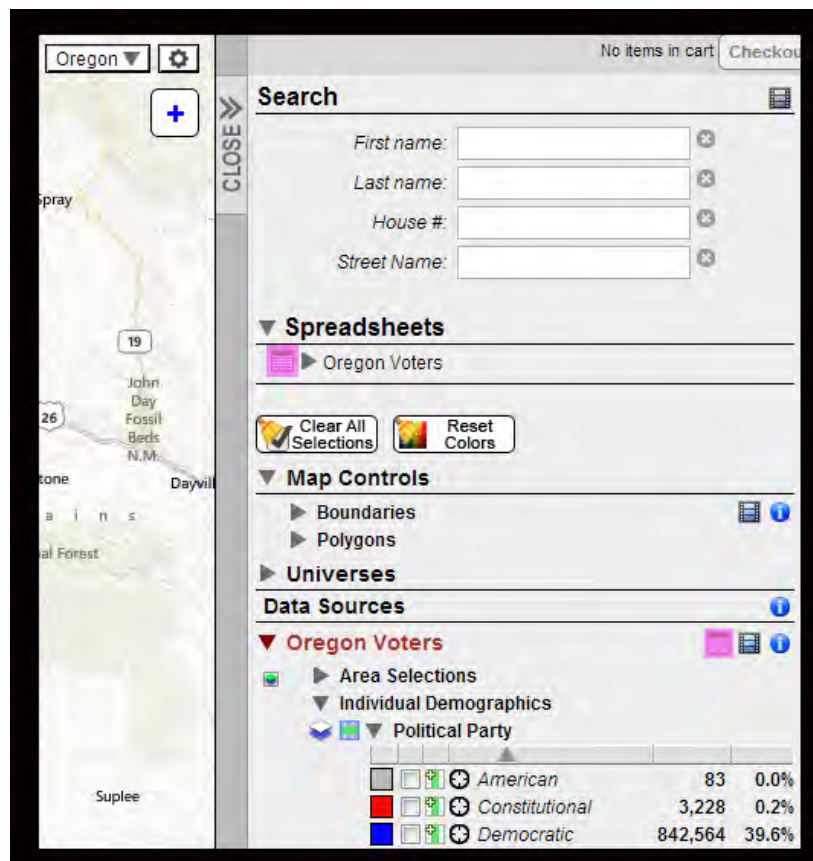 Oregon
No items in cart
Checkou
Search
CLOSE
First name:
Last name:
House #:
Street Name:
Spray
19
John
Day
Fossil
Beds
N.M.
26
tone
Dayvill
a i n s
al Forest
Suplee
Spreadsheets
Oregon Voters
Clear All
Selections
Reset
Colors
Map Controls
Boundaries
Polygons
Universes
Data Sources
Oregon Voters
Area Selections
Individual Demographics
Political Party
American 83 0.0%
Constitutional 3,228 0.2%
Democratic 842,564 39.6%